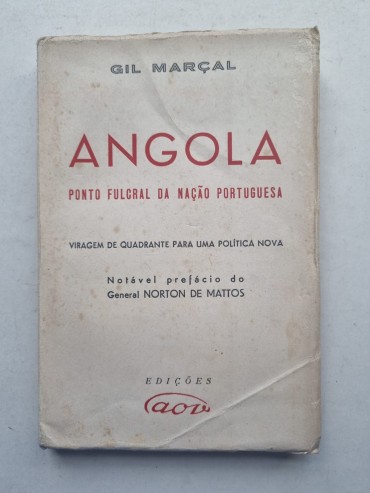 GIL MARÇAL
ANGOLA
PONTO FULCRAL DA NAÇÃO PORTUGUESA
VIRAGEM DE QUADRANTE PARA UMA POLÍTICA NOVA
Notável prefácio do
General NORTON DE MATTOS
EDIÇÕES
aov